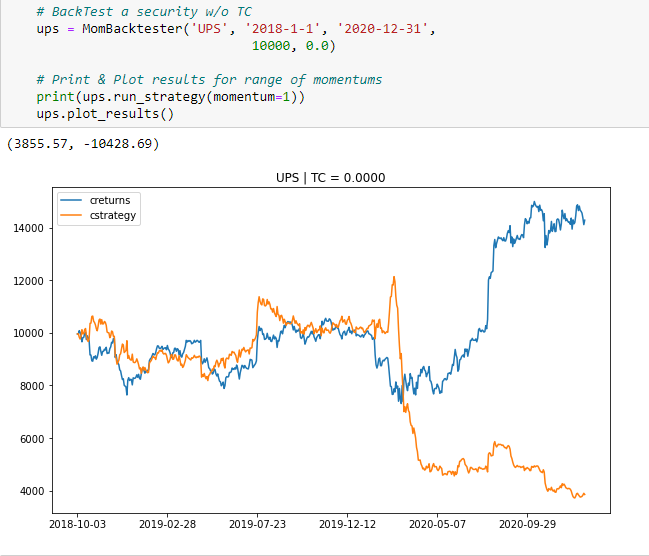 # BackTest a security w/o TC
ups = MomBacktester('UPS', '2018-1-1', '2020-12-31',
10000, 0.0)
# Print & Plot results for range of momentums
print(ups.run_strategy(momentum=1))
ups.plot_results()
(3855.57, -10428.69)
UPS | TC = 0.0000
creturns
cstrategy
14000
12000
10000
8000
6000
4000
2018-10-03 2019-02-28 2019-07-23 2019-12-12 2020-05-07 2020-09-29